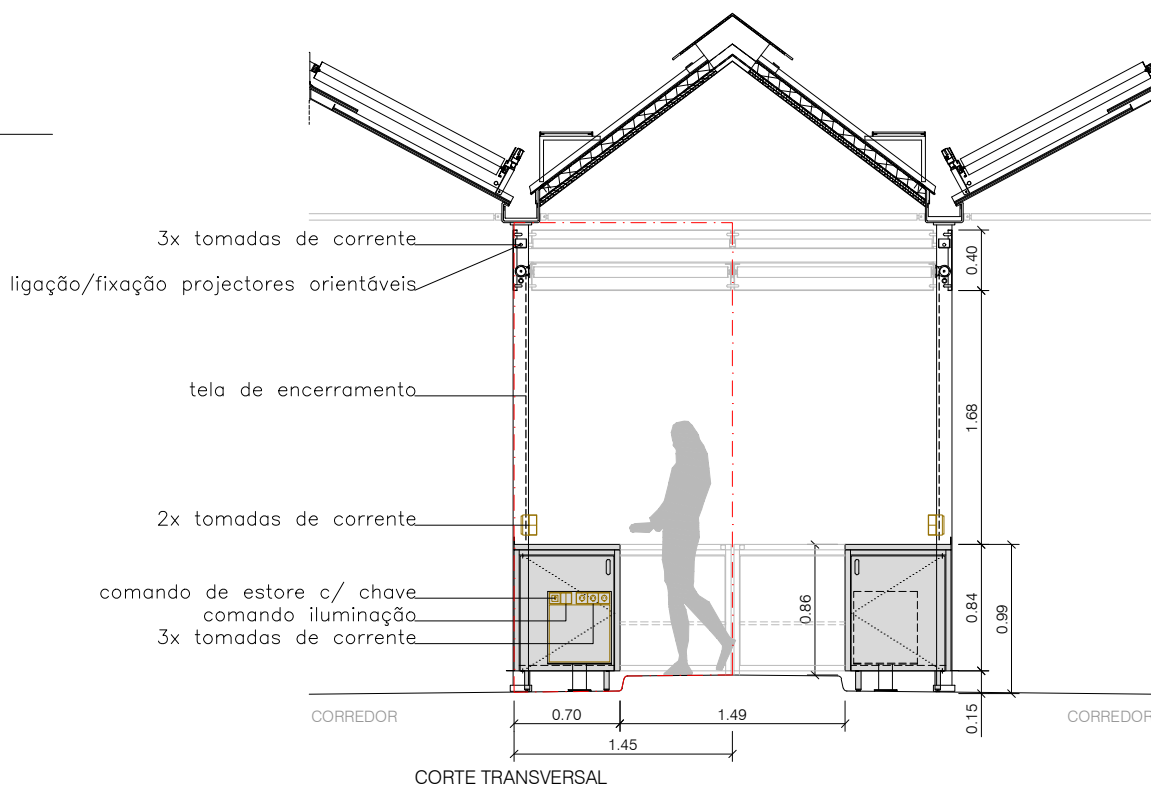 3x tomadas de corrente
ligação/fixação projectores orientáveis
0.40
tela de encerramento
1.68
2x tomadas de corrente
comando de estore c/ chave
comando iluminação
3x tomadas de corrente
0.86
0.84
0.99
CORREDOR
0.70
1.49
0.15
CORREDOR
1.45
CORTE TRANSVERSAL